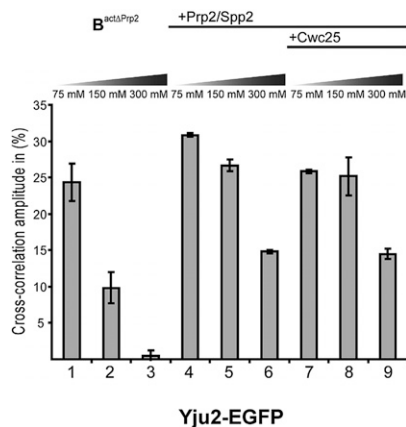 +Prp2/Spp2
B actΔPrp2
+Cwc25
75 mM 150 mM 300 mM 75 mM 150 mM 300 mM 75 mM 150 mM 300 mM
Cross-correlation amplitude in (%)
35
30
25
20
15
10
5
1 2 3 4 5 6 7 8 9
Yju2-EGFP